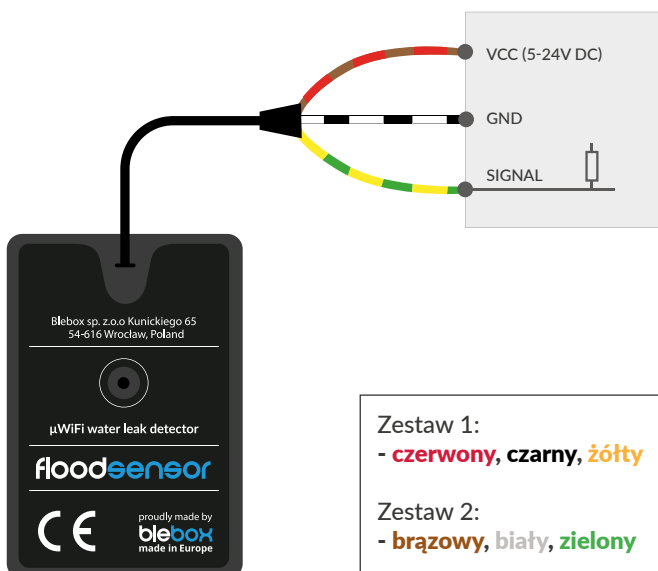 VCC (5-24V DC)
GND
SIGNAL
Blebox sp. z.o.o Kunickiego 65
54-616 Wrocław, Poland
µWiFi water leak detector
floodsensor
CE
proudly made by
blebox
made in Europe
Zestaw 1:
- czerwony, czarny, żółty
Zestaw 2:
- brązowy, biały, zielony